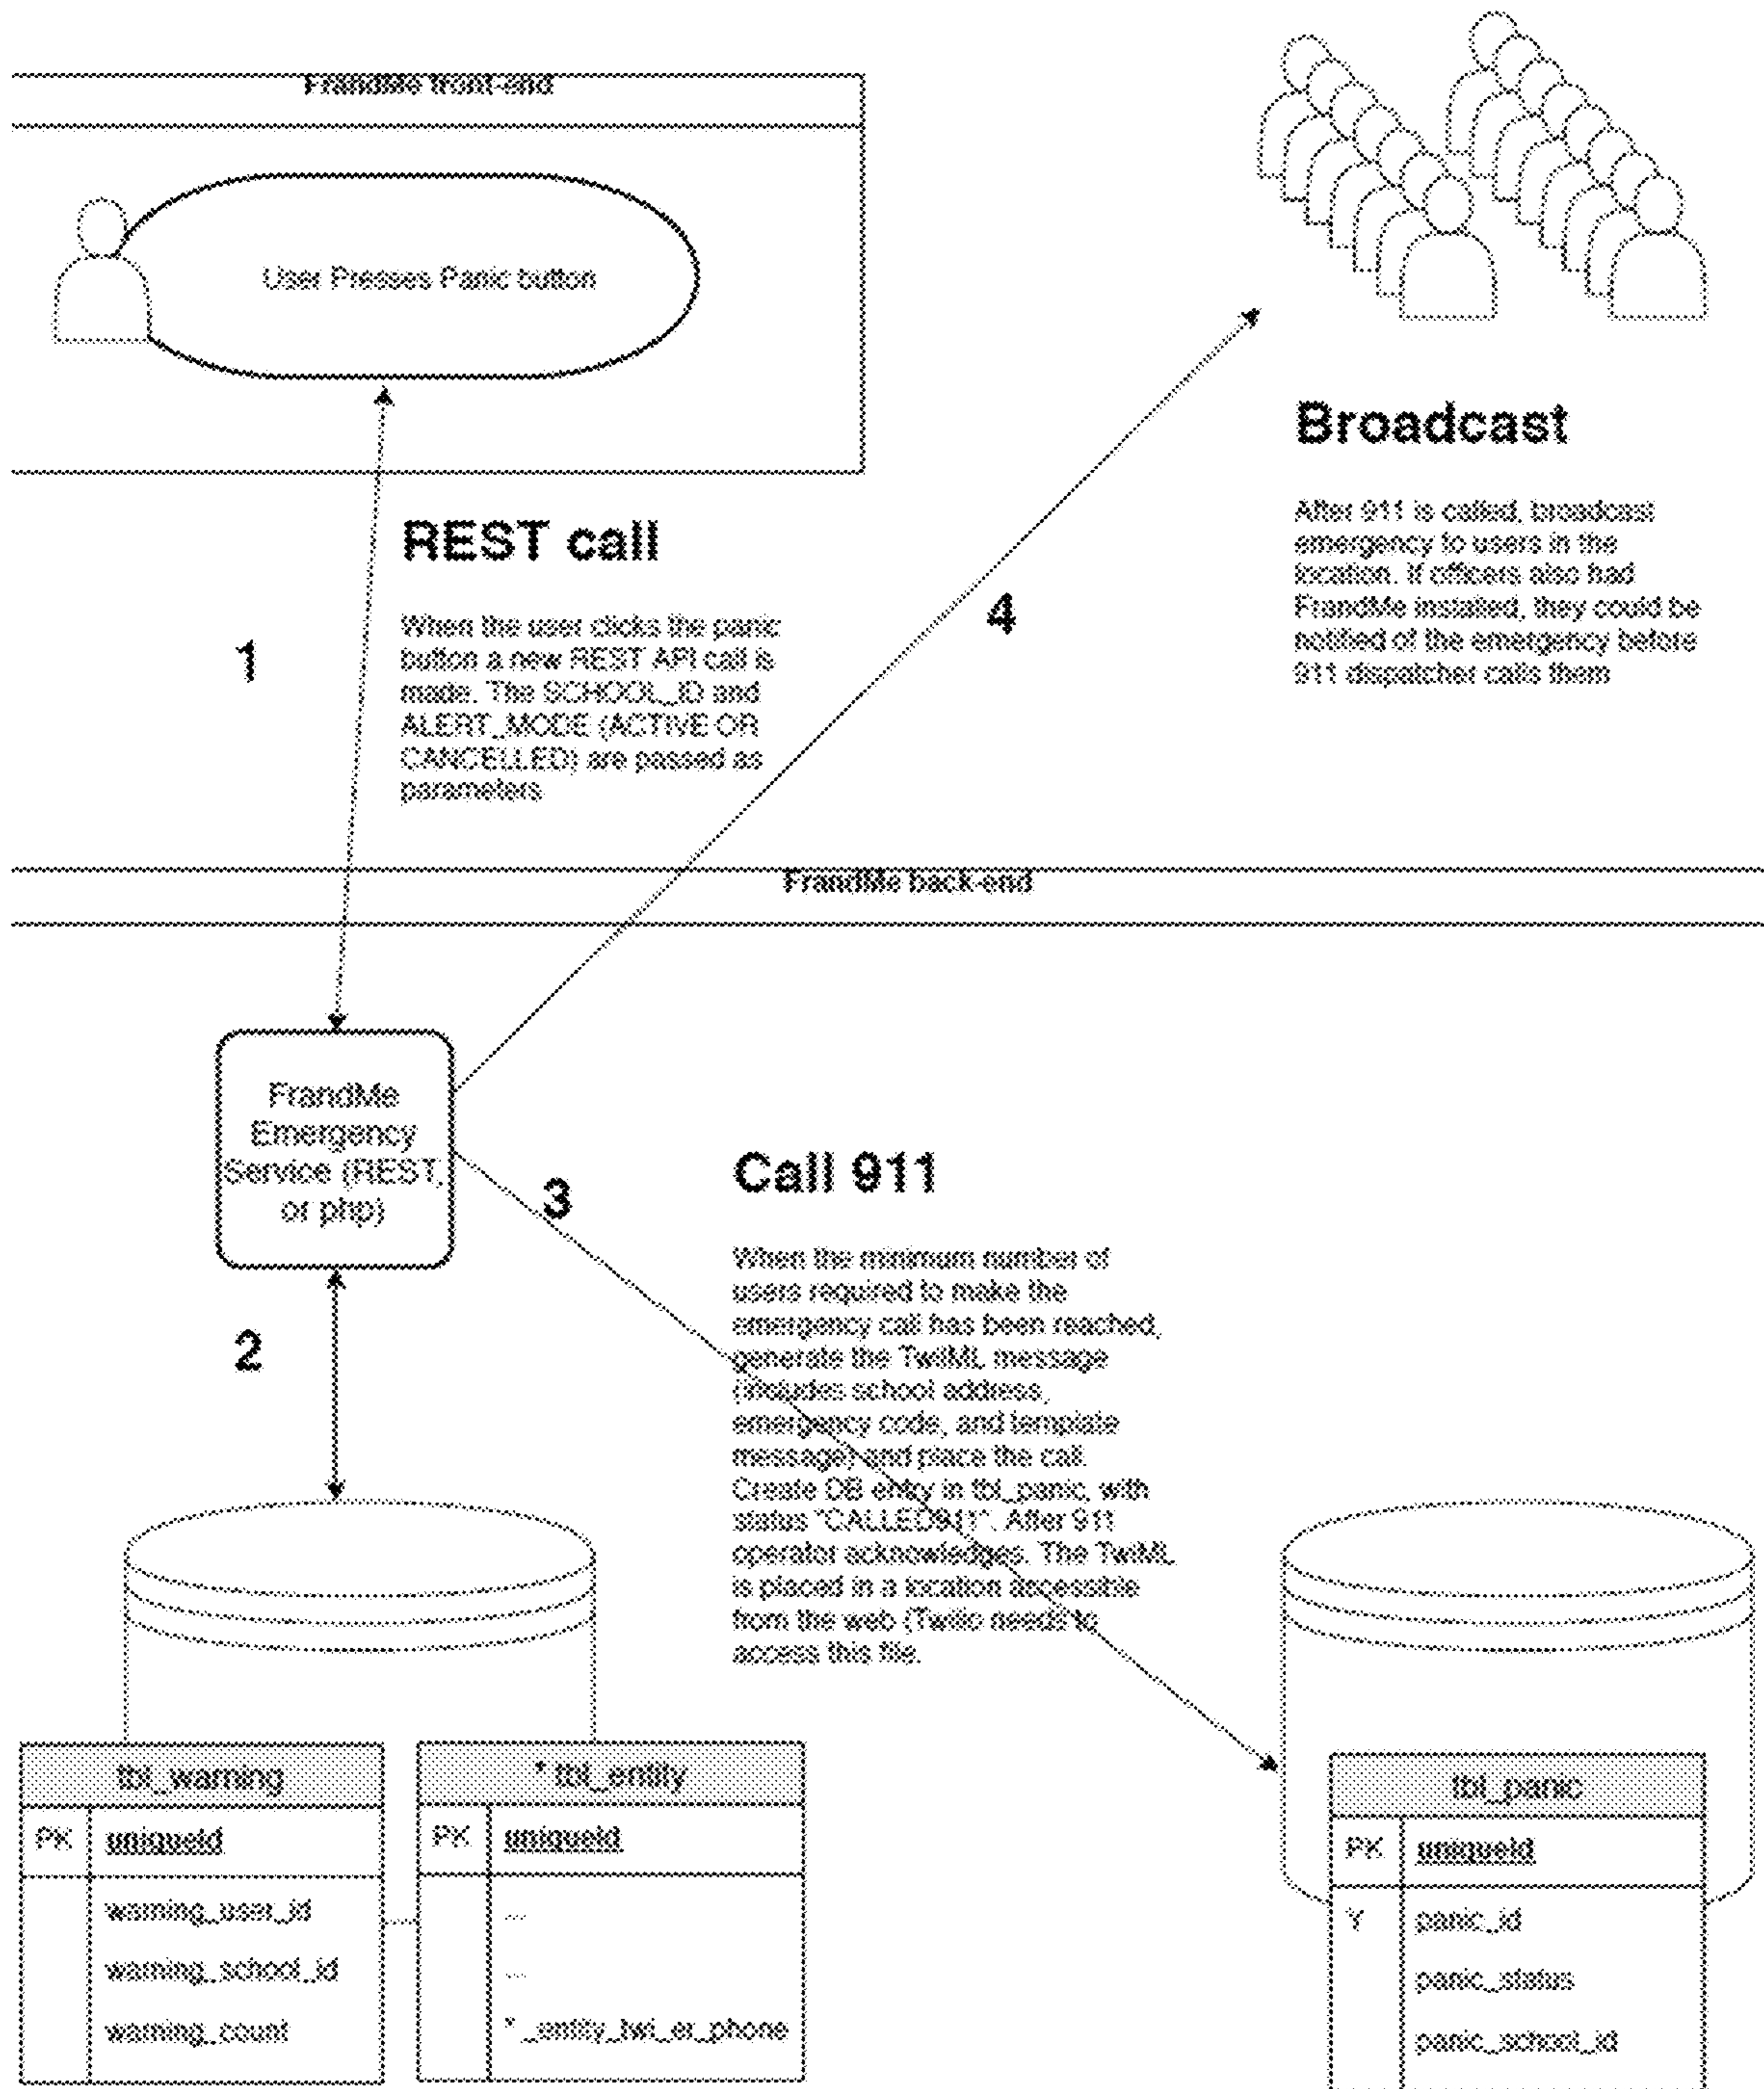 FrandMe front-end
User Presses Panic button
Broadcast
After 911 is called, broadcast
emergency to users in the
location. If officers also had
FrandMe installed, they could be
notified of the emergency before
911 dispatcher calls them
REST call
When the user clicks the panic
button a new REST API call is
made. The SCHOOL_ID and
ALERT_MODE (ACTIVE OR
CANCELLED) are passed as
parameters
1
4
FrandMe back-end
FrandMe
Emergency
Service (REST,
or php)
2
3
Call 911
When the minimum number of
users required to make the
emergency call has been reached,
generate the TwiML message
(includes school address,
emergency code, and template
message) and place the call.
Create DB entry in tbl_panic, with
status "CALLED911". After 911
operator acknowledges. The TwiML
is placed in a location accessible
from the web (Twilio needs to
access this file.
tbl_warning
PK uniqueId
warning_user_id
warning_school_id
warning_count
* tbl_entity
PK uniqueId
...
...
* _entity_twi_er_phone
tbl_panic
PK uniqueId
Y panic_id
panic_status
panic_school_id